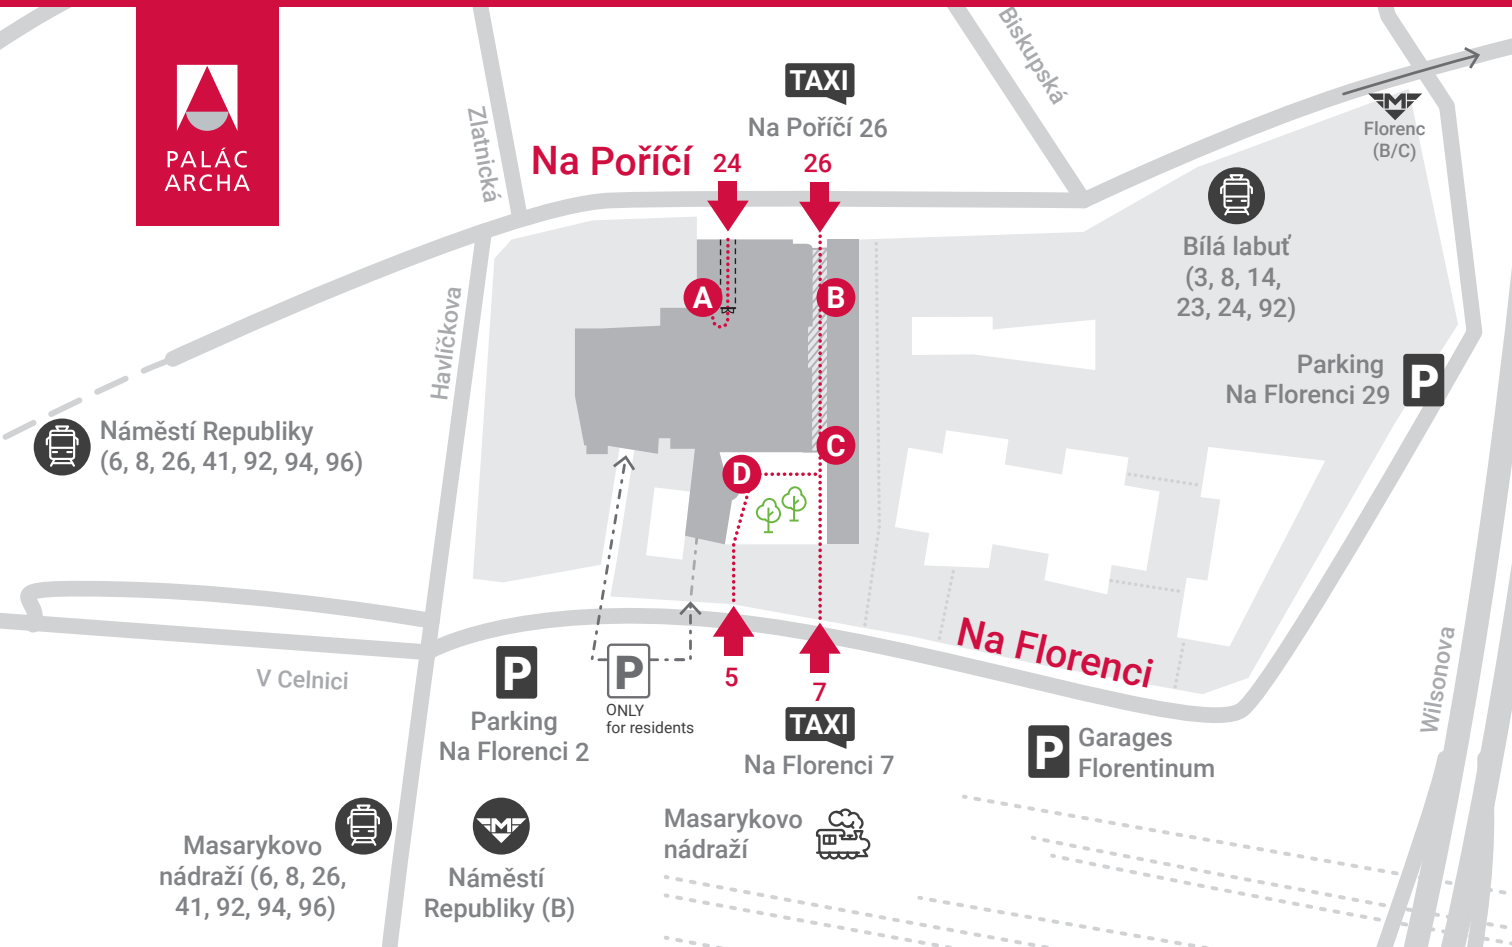 PALÁC
ARCHA
Zlatnická
Biskupská
TAXI
Na Poříčí 26
Na Poříčí
24
26
M
Florenc
(B/C)
Bílá labuť
(3, 8, 14,
23, 24, 92)
Havlíčkova
A
B
Parking
Na Florenci 29
P
Náměstí Republiky
(6, 8, 26, 41, 92, 94, 96)
C
D
Na Florenci
Wilsonova
V Celnici
P
Parking
Na Florenci 2
P
ONLY
for residents
5
7
TAXI
Na Florenci 7
P
Garages
Florentinum
Masarykovo
nádraží (6, 8, 26,
41, 92, 94, 96)
M
Náměstí
Republiky (B)
Masarykovo
nádraží